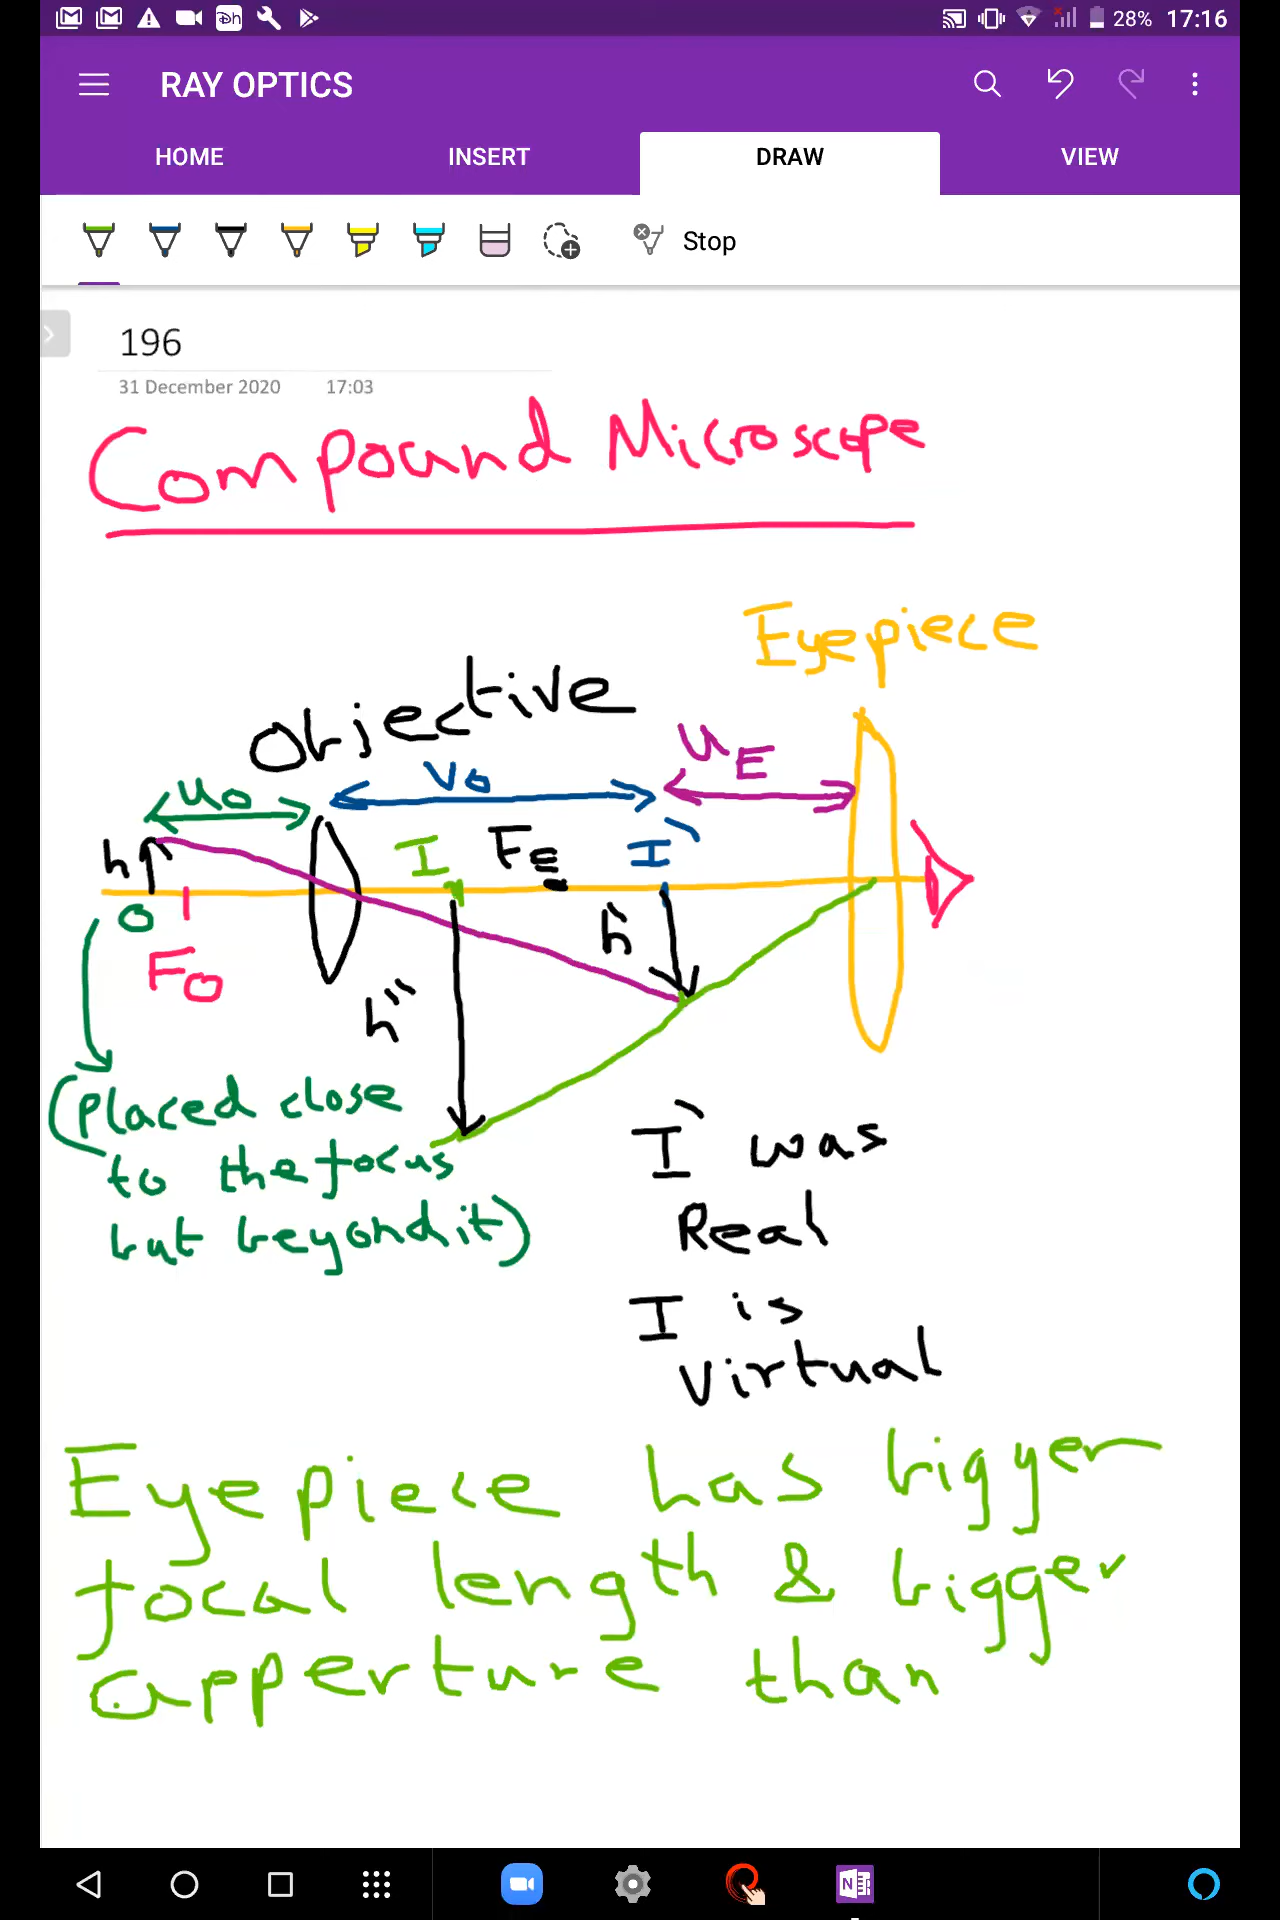 28% 17:16
RAY OPTICS
HOME INSERT DRAW VIEW
Stop
196
31 December 2020 17:03
Compound Microscope
Eyepiece
Objective
uo vo uE
h I FE I'
O h'
Fo
h"
(placed close
to the focus
but beyond it)
I' was
Real
I is
virtual
Eyepiece has bigger
focal length & bigger
apperture than